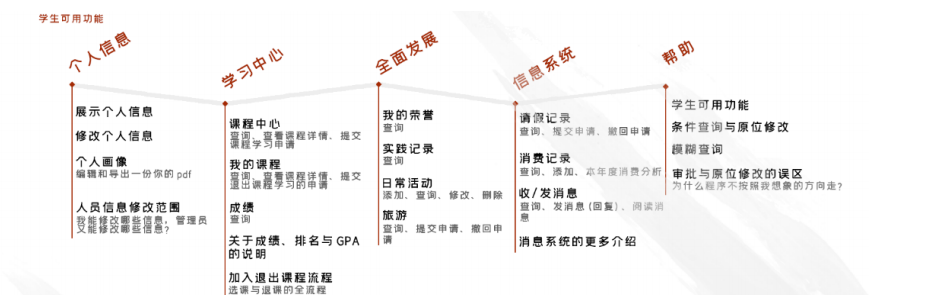 学生可用功能
个人信息
展示个人信息
修改个人信息
个人画像
编辑和导出一份你的 pdf
人员信息修改范围
我能修改哪些信息，管理员
又能修改哪些信息？
学习中心
课程中心
查询、查看课程详情、提交
课程学习申请
我的课程
查询、查看课程详情、提交
退出课程学习的申请
成绩
查询
关于成绩、排名与 GPA
的说明
加入退出课程流程
选课与退课的全流程
全面发展
我的荣誉
查询
实践记录
查询
日常活动
添加、查询、修改、删除
旅游
查询、提交申请、撤回申
请
信息系统
请假记录
查询、提交申请、撤回申请
消费记录
查询、添加、本年度消费分析
收/发消息
查询、发消息(回复)、阅读消
息
消息系统的更多介绍
帮助
学生可用功能
条件查询与原位修改
模糊查询
审批与原位修改的误区
为什么程序不按照我想象的方向走？